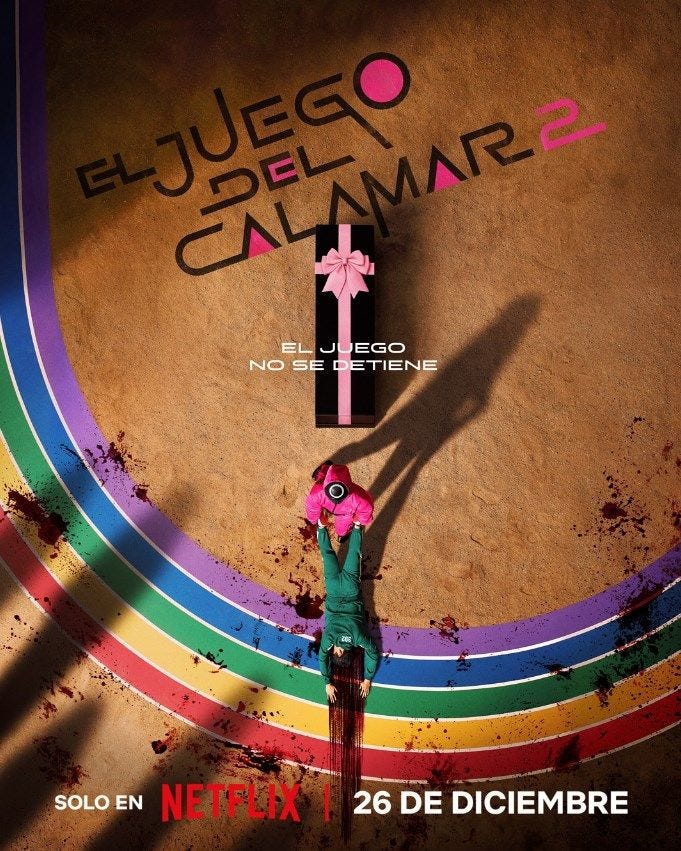 EL JUEGO
DEL
CALAMAR 2
EL JUEGO
NO SE DETIENE
SOLO EN NETFLIX | 26 DE DICIEMBRE